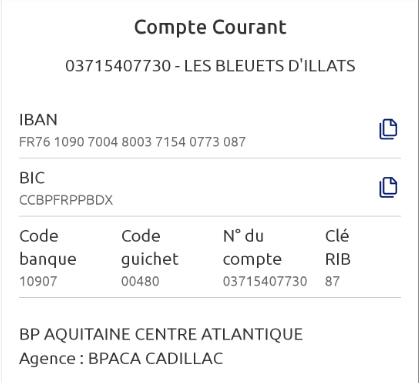 Compte Courant
03715407730 - LES BLEUETS D'ILLATS
IBAN
FR76 1090 7004 8003 7154 0773 087
BIC
CCBPFRPPBDX
Code banque Code guichet N° du compte Clé RIB
10907 00480 03715407730 87
BP AQUITAINE CENTRE ATLANTIQUE
Agence : BPACA CADILLAC